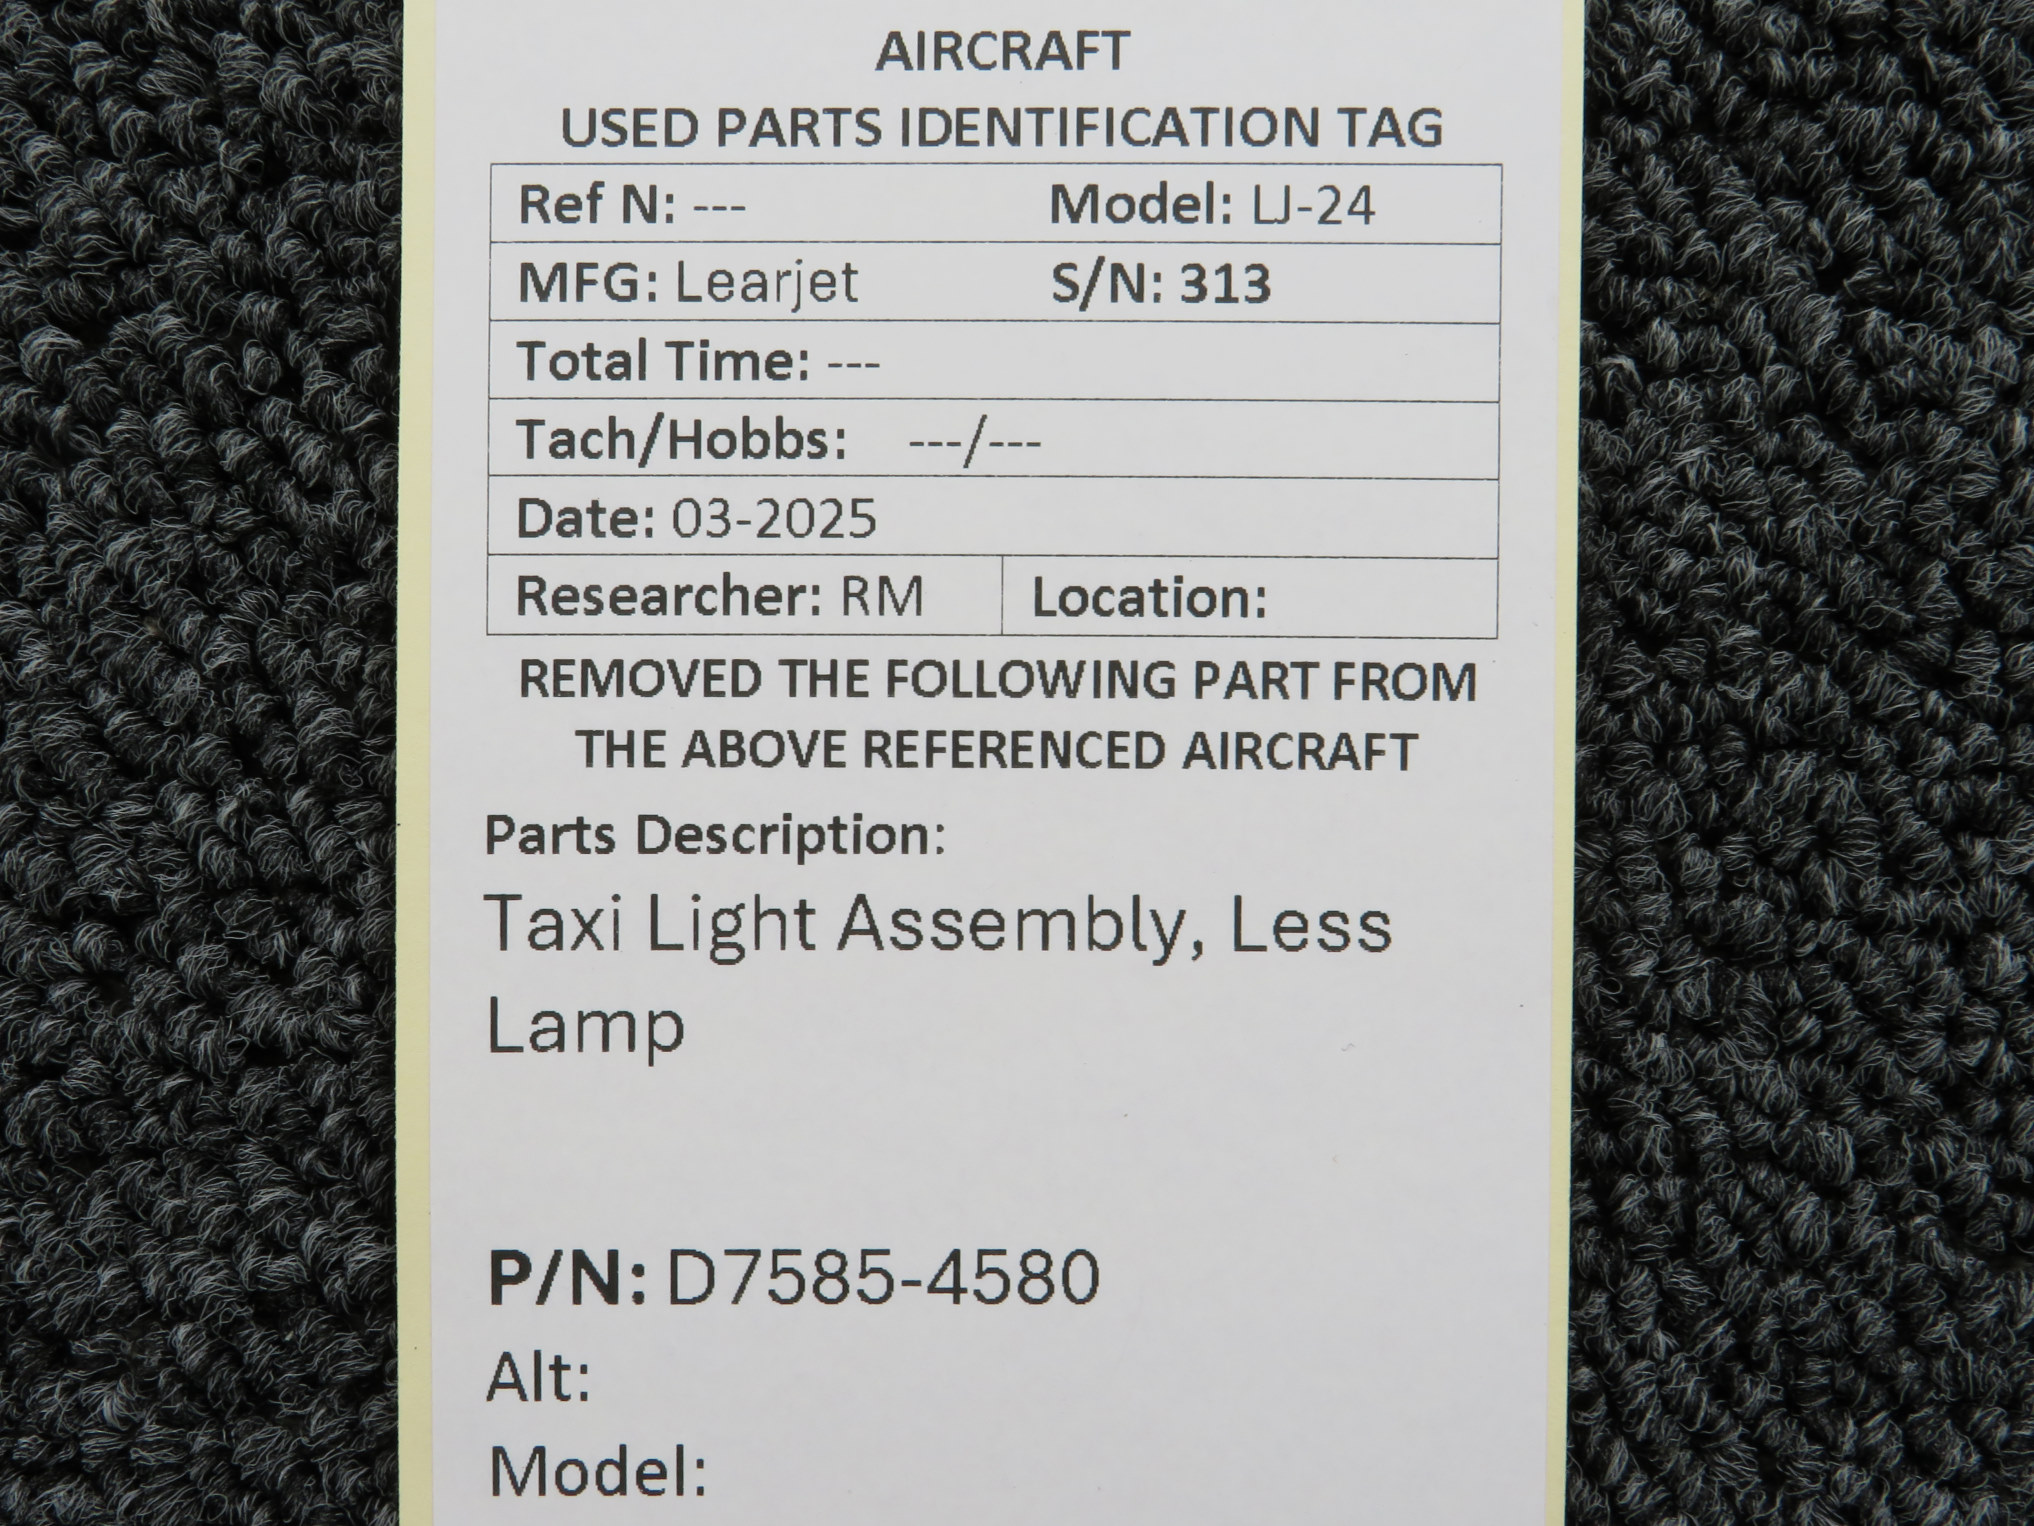 AIRCRAFT
USED PARTS IDENTIFICATION TAG
Ref N: --- Model: LJ-24
MFG: Learjet S/N: 313
Total Time: ---
Tach/Hobbs: ---/---
Date: 03-2025
Researcher: RM Location:
REMOVED THE FOLLOWING PART FROM
THE ABOVE REFERENCED AIRCRAFT
Parts Description:
Taxi Light Assembly, Less
Lamp
P/N: D7585-4580
Alt:
Model: